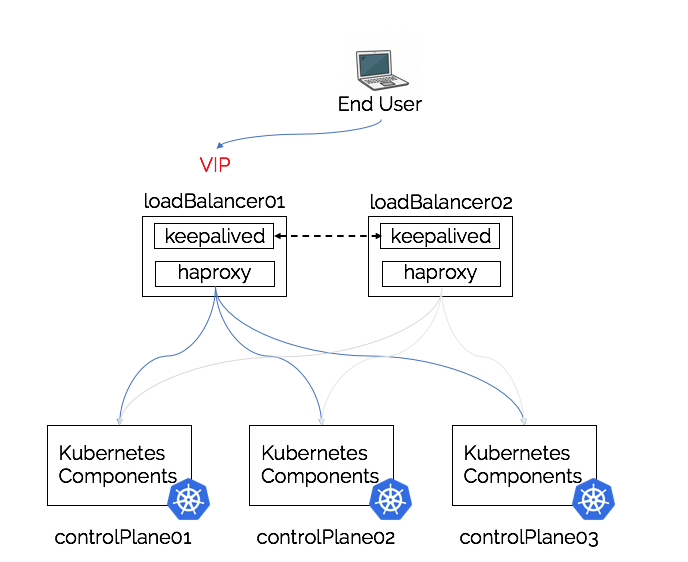 End User
VIP
loadBalancer01
loadBalancer02
keepalived
keepalived
haproxy
haproxy
Kubernetes
Components
Kubernetes
Components
Kubernetes
Components
controlPlane01
controlPlane02
controlPlane03